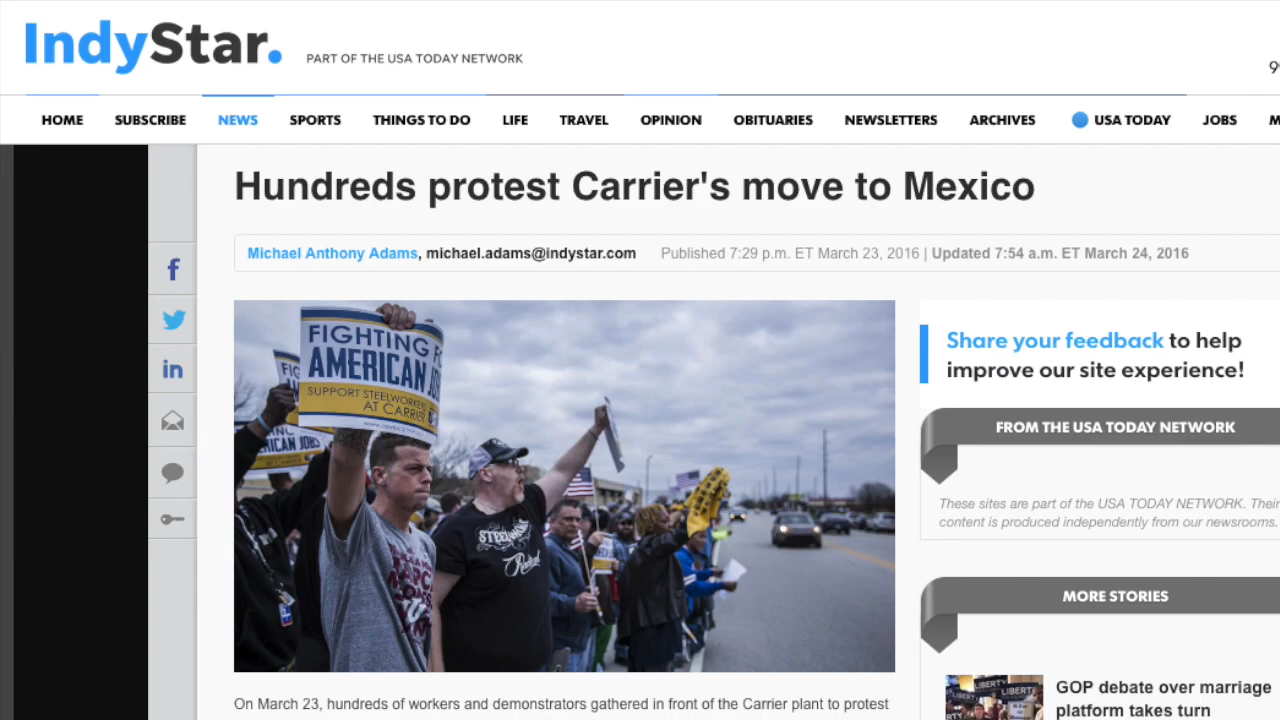 IndyStar.
PART OF THE USA TODAY NETWORK
HOME SUBSCRIBE NEWS SPORTS THINGS TO DO LIFE TRAVEL OPINION OBITUARIES NEWSLETTERS ARCHIVES USA TODAY JOBS
Hundreds protest Carrier's move to Mexico
Michael Anthony Adams, michael.adams@indystar.com Published 7:29 p.m. ET March 23, 2016 | Updated 7:54 a.m. ET March 24, 2016
FIGHTING
AMERICAN
SUPPORT STEELWORKERS
AT CARRIER
Share your feedback to help
improve our site experience!
FROM THE USA TODAY NETWORK
These sites are part of the USA TODAY NETWORK. Their
content is produced independently from our newsrooms.
MORE STORIES
LIBERTY
GOP debate over marriage
platform takes turn
On March 23, hundreds of workers and demonstrators gathered in front of the Carrier plant to protest